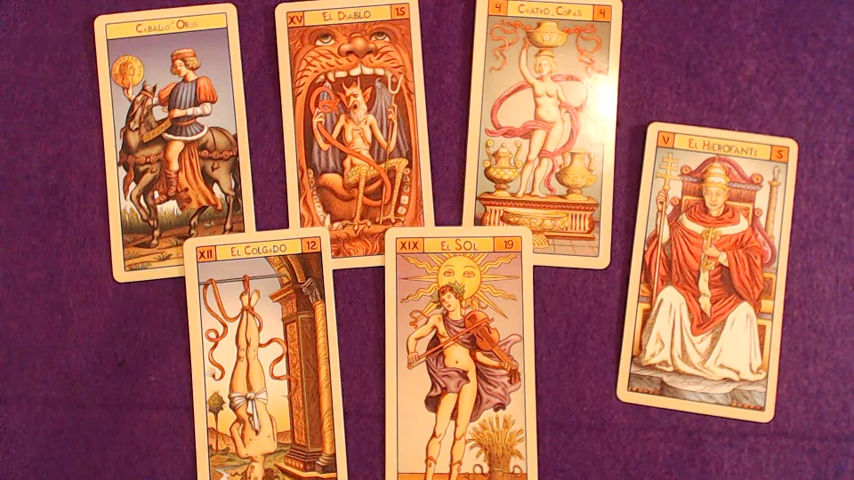 CABALLO OROS
XV EL DIABLO 15
4 CUATRO COPAS 4
V EL HIEROFANTE 5
XII EL COLGADO 12
XIX EL SOL 19